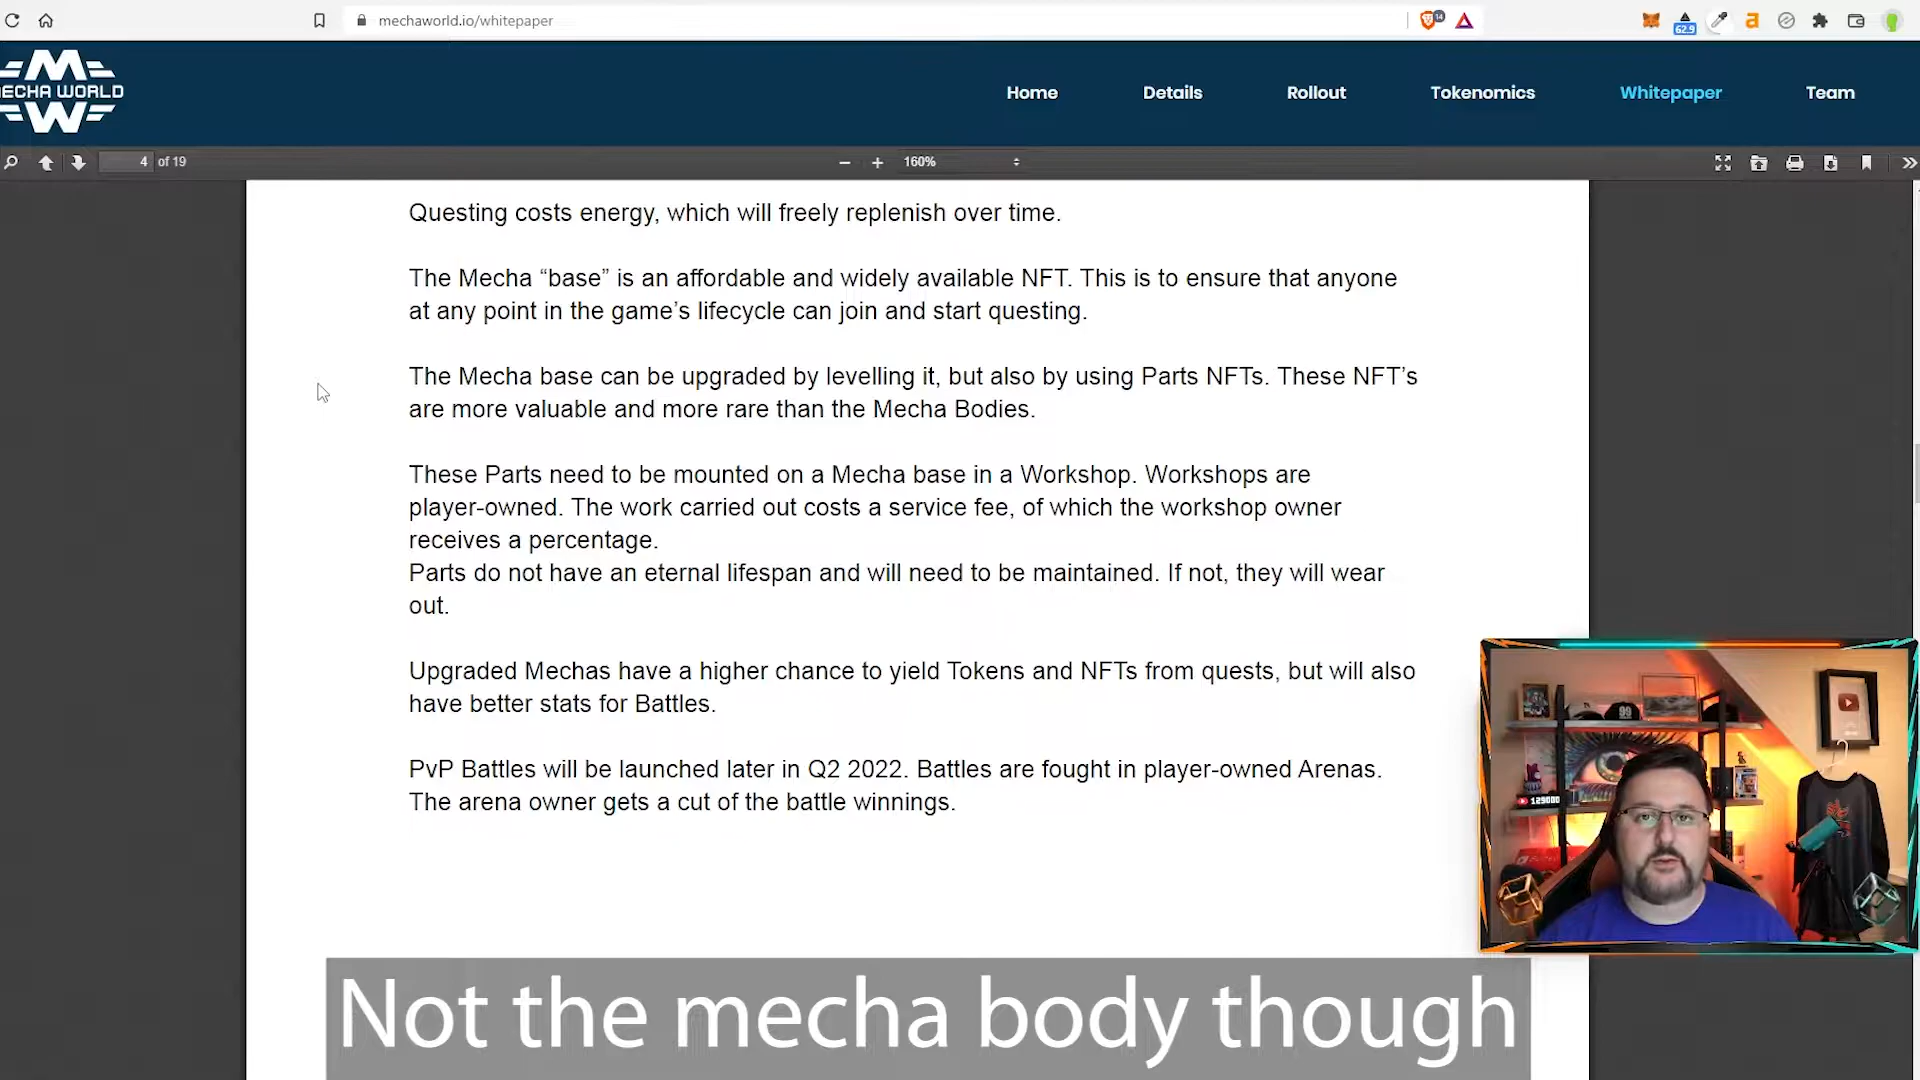 mechaworld.io/whitepaper
14
62.9
MECHA WORLD
Home
Details
Rollout
Tokenomics
Whitepaper
Team
4 of 19
160%
Questing costs energy, which will freely replenish over time.
The Mecha “base” is an affordable and widely available NFT. This is to ensure that anyone
at any point in the game’s lifecycle can join and start questing.
The Mecha base can be upgraded by levelling it, but also by using Parts NFTs. These NFT’s
are more valuable and more rare than the Mecha Bodies.
These Parts need to be mounted on a Mecha base in a Workshop. Workshops are
player-owned. The work carried out costs a service fee, of which the workshop owner
receives a percentage.
Parts do not have an eternal lifespan and will need to be maintained. If not, they will wear
out.
Upgraded Mechas have a higher chance to yield Tokens and NFTs from quests, but will also
have better stats for Battles.
PvP Battles will be launched later in Q2 2022. Battles are fought in player-owned Arenas.
The arena owner gets a cut of the battle winnings.
99
Not the mecha body though